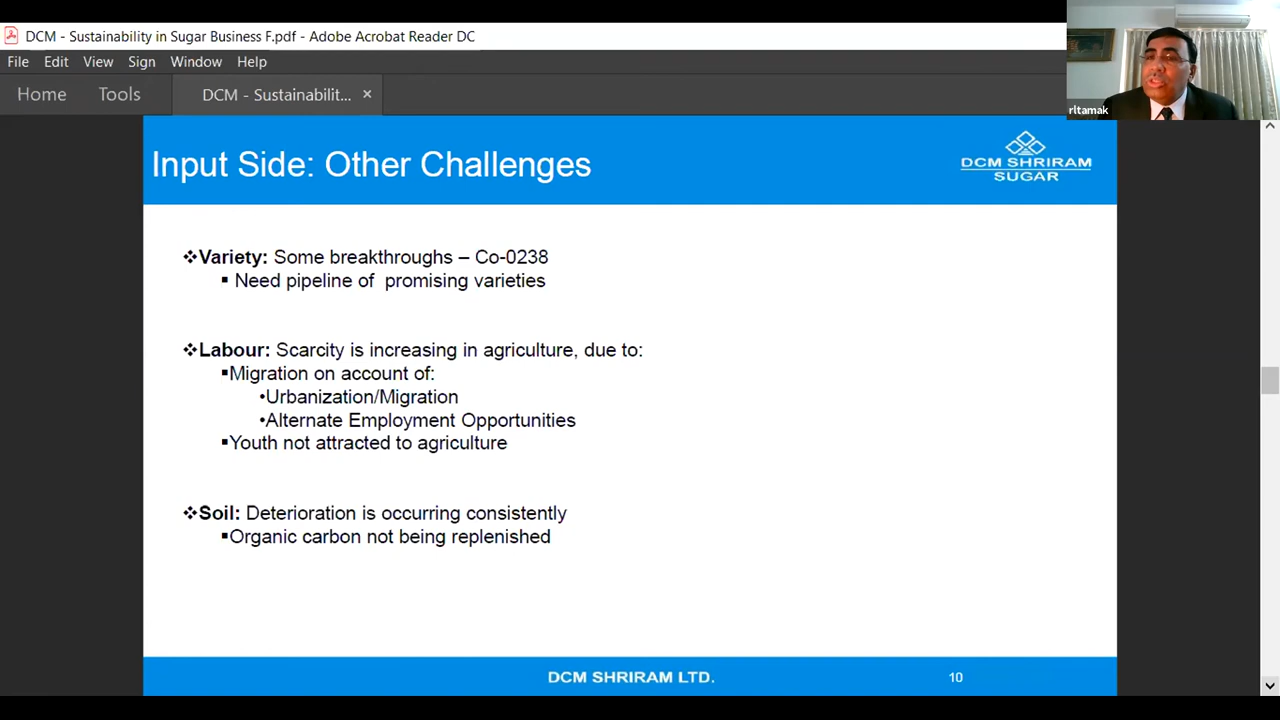 DCM - Sustainability in Sugar Business F.pdf - Adobe Acrobat Reader DC
File Edit View Sign Window Help
Home Tools DCM - Sustainabilit... ×
rltamak
Input Side: Other Challenges
DCM SHRIRAM
SUGAR
❖Variety: Some breakthroughs – Co-0238
▪ Need pipeline of promising varieties
❖Labour: Scarcity is increasing in agriculture, due to:
▪Migration on account of:
•Urbanization/Migration
•Alternate Employment Opportunities
▪Youth not attracted to agriculture
❖Soil: Deterioration is occurring consistently
▪Organic carbon not being replenished
DCM SHRIRAM LTD. 10